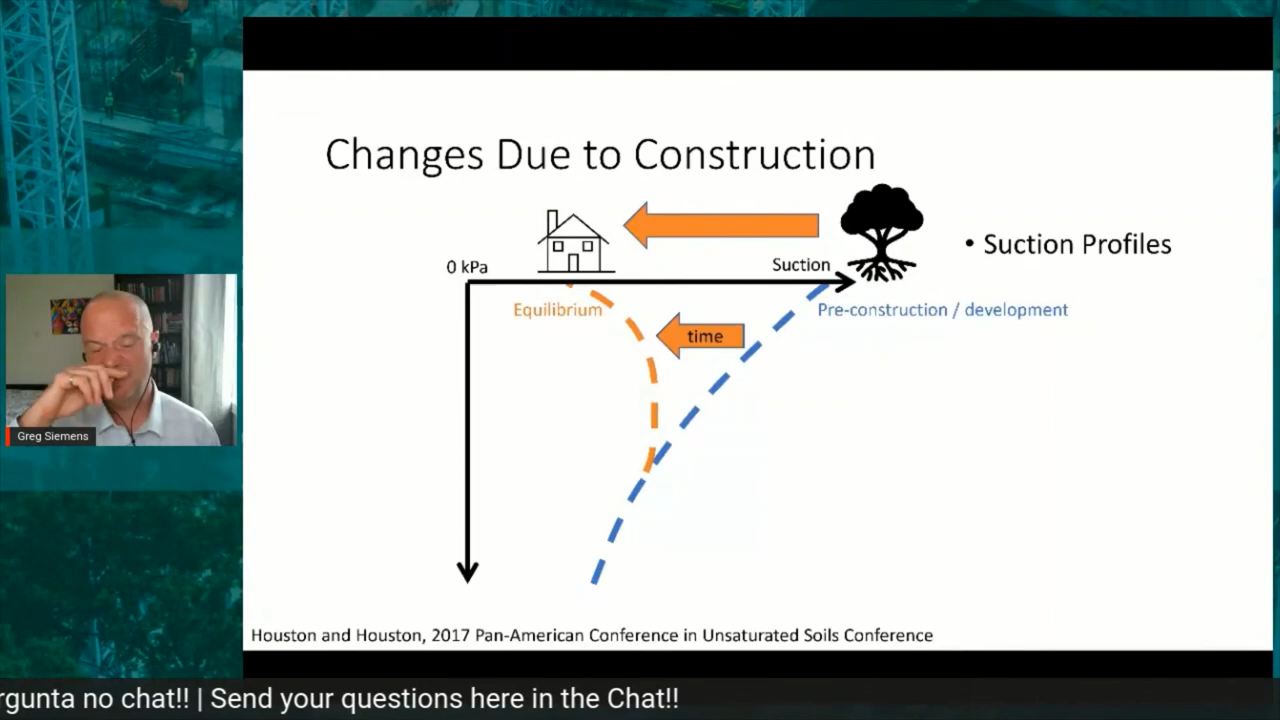 Changes Due to Construction
0 kPa
Suction
• Suction Profiles
Equilibrium
Pre-construction / development
time
Greg Siemens
Houston and Houston, 2017 Pan-American Conference in Unsaturated Soils Conference
rgunta no chat!! | Send your questions here in the Chat!!